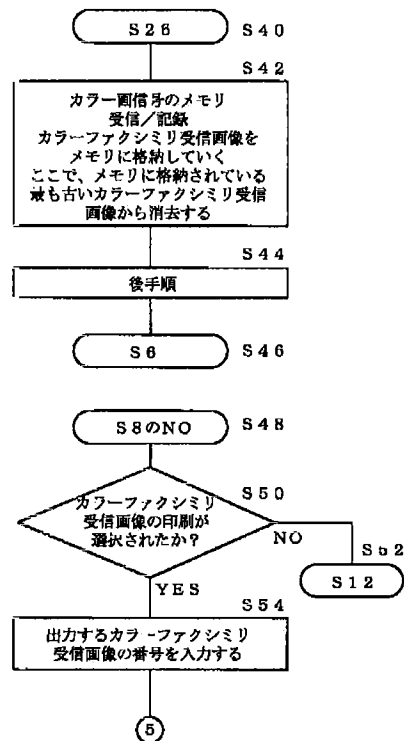 S26 S40
S42
カラー画信号のメモリ
受信／記録
カラーファクシミリ受信画像を
メモリに格納していく
ここで、メモリに格納されている
最も古いカラーファクシミリ受信
画像から消去する
S44
後手順
S6 S46
S8のNO S48
S50
カラーファクシミリ
受信画像の印刷が
選択されたか？
NO
S52
S12
YES
S54
出力するカラーファクシミリ
受信画像の番号を入力する
5